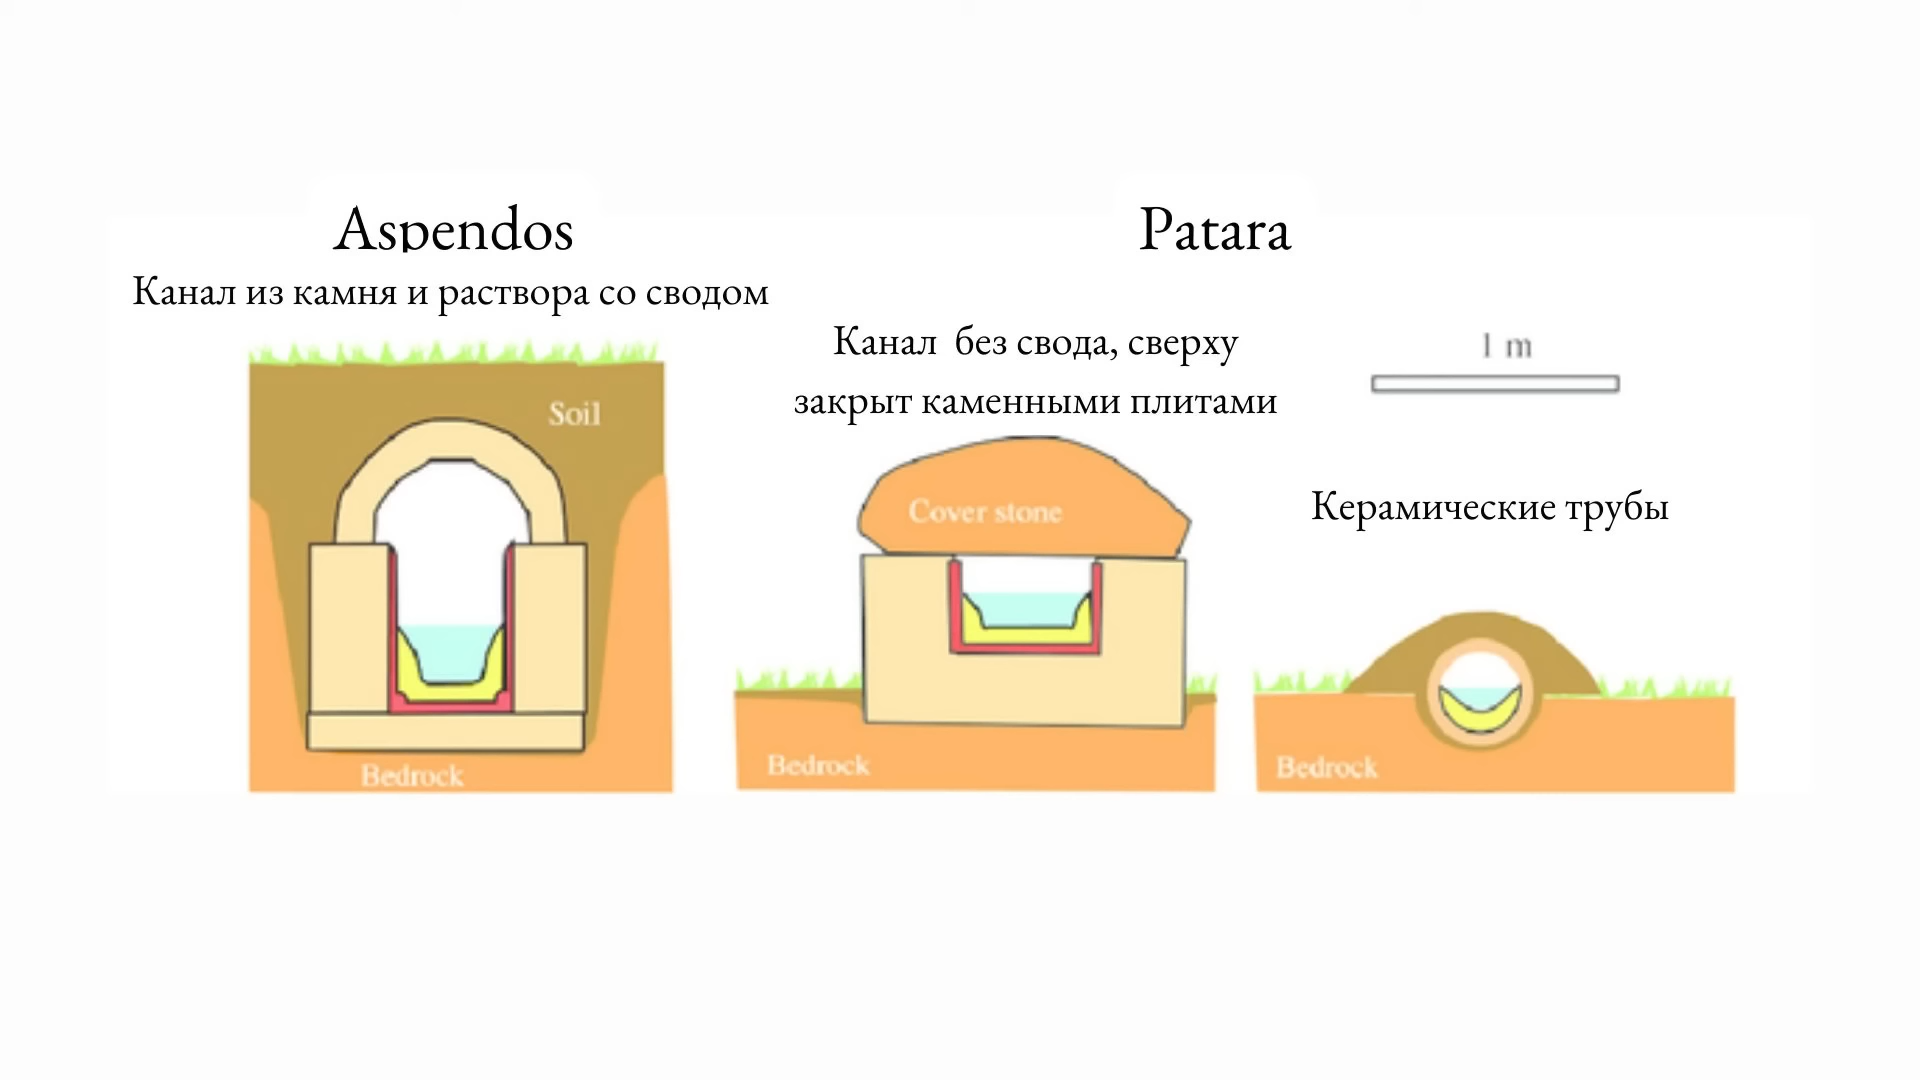 Aspendos
Patara
Канал из камня и раствора со сводом
Канал без свода, сверху
закрыт каменными плитами
1 m
Soil
Cover stone
Керамические трубы
Bedrock
Bedrock
Bedrock